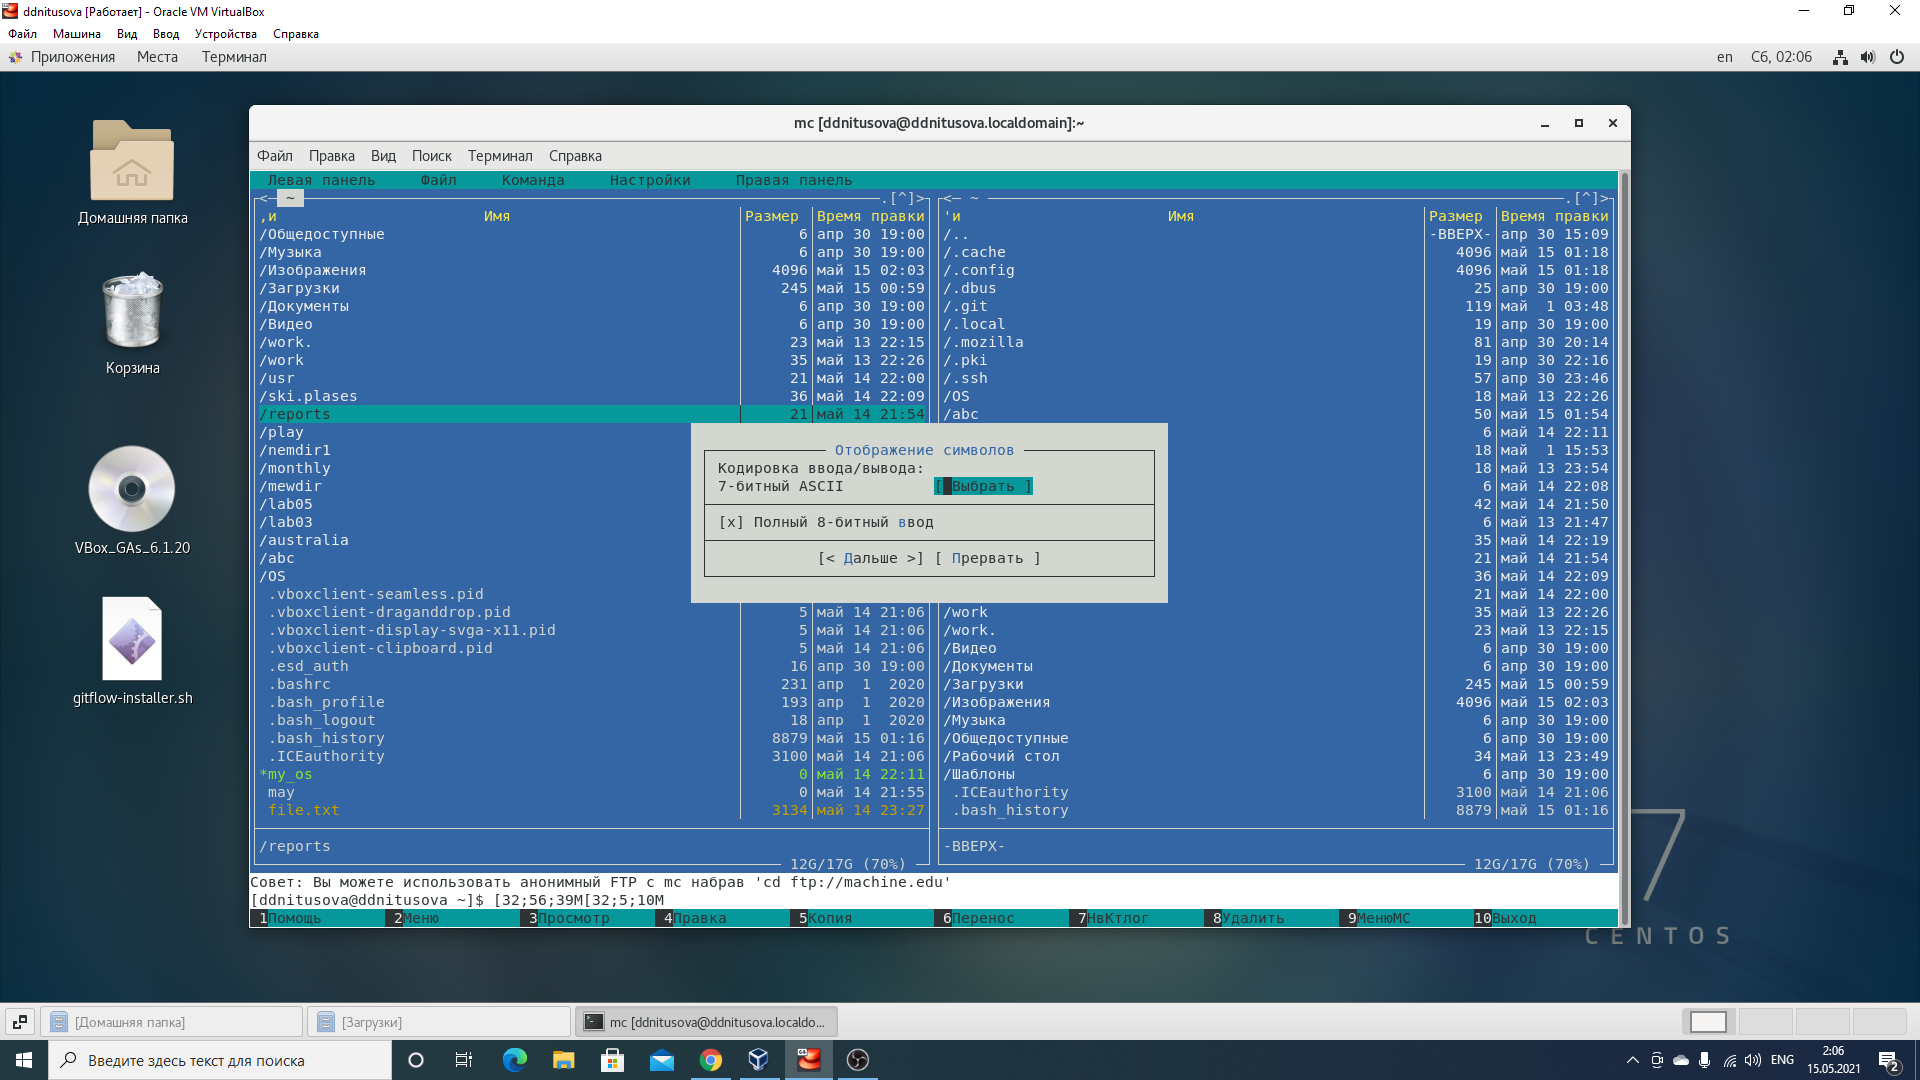 ddnitusova [Работает] - Oracle VM VirtualBox
Файл Машина Вид Ввод Устройства Справка
Приложения Места Терминал en Сб, 02:06
Домашняя папка
Корзина
VBox_GAs_6.1.20
gitflow-installer.sh
mc [ddnitusova@ddnitusova.localdomain]:~
Файл Правка Вид Поиск Терминал Справка
Левая панель Файл Команда Настройки Правая панель
<─ ~ .[^]>
,и Имя Размер Время правки
/Общедоступные 6 апр 30 19:00
/Музыка 6 апр 30 19:00
/Изображения 4096 май 15 02:03
/Загрузки 245 май 15 00:59
/Документы 6 апр 30 19:00
/Видео 6 апр 30 19:00
/work. 23 май 13 22:15
/work 35 май 13 22:26
/usr 21 май 14 22:00
/ski.plases 36 май 14 22:09
/reports 21 май 14 21:54
/play
/nemdir1
/monthly
/mewdir
/lab05
/lab03
/australia
/abc
/OS
.vboxclient-seamless.pid
.vboxclient-draganddrop.pid 5 май 14 21:06
.vboxclient-display-svga-x11.pid 5 май 14 21:06
.vboxclient-clipboard.pid 5 май 14 21:06
.esd_auth 16 апр 30 19:00
.bashrc 231 апр 1 2020
.bash_profile 193 апр 1 2020
.bash_logout 18 апр 1 2020
.bash_history 8879 май 15 01:16
.ICEauthority 3100 май 14 21:06
*my_os 0 май 14 22:11
may 0 май 14 21:55
file.txt 3134 май 14 23:27
/reports
12G/17G (70%)
<─ ~ .[^]>
'и Имя Размер Время правки
/.. -ВВЕРХ- апр 30 15:09
/.cache 4096 май 15 01:18
/.config 4096 май 15 01:18
/.dbus 25 апр 30 19:00
/.git 119 май 1 03:48
/.local 19 апр 30 19:00
/.mozilla 81 апр 30 20:14
/.pki 19 апр 30 22:16
/.ssh 57 апр 30 23:46
/OS 18 май 13 22:26
/abc 50 май 15 01:54
6 май 14 22:11
18 май 1 15:53
18 май 13 23:54
6 май 14 22:08
42 май 14 21:50
6 май 13 21:47
35 май 14 22:19
21 май 14 21:54
36 май 14 22:09
21 май 14 22:00
/work 35 май 13 22:26
/work. 23 май 13 22:15
/Видео 6 апр 30 19:00
/Документы 6 апр 30 19:00
/Загрузки 245 май 15 00:59
/Изображения 4096 май 15 02:03
/Музыка 6 апр 30 19:00
/Общедоступные 6 апр 30 19:00
/Рабочий стол 34 май 13 23:49
/Шаблоны 6 апр 30 19:00
.ICEauthority 3100 май 14 21:06
.bash_history 8879 май 15 01:16
-ВВЕРХ-
12G/17G (70%)
Отображение символов
Кодировка ввода/вывода:
7-битный ASCII [ Выбрать ]
[x] Полный 8-битный ввод
[< Дальше >] [ Прервать ]
Совет: Вы можете использовать анонимный FTP с mc набрав 'cd ftp://machine.edu'
[ddnitusova@ddnitusova ~]$ [32;56;39M[32;5;10M
1Помощь 2Меню 3Просмотр 4Правка 5Копия 6Перенос 7НвКтлог 8Удалить 9МенюMC 10Выход
7
CENTOS
[Домашняя папка] [Загрузки] mc [ddnitusova@ddnitusova.localdo...
Введите здесь текст для поиска
ENG
2:06
15.05.2021
2